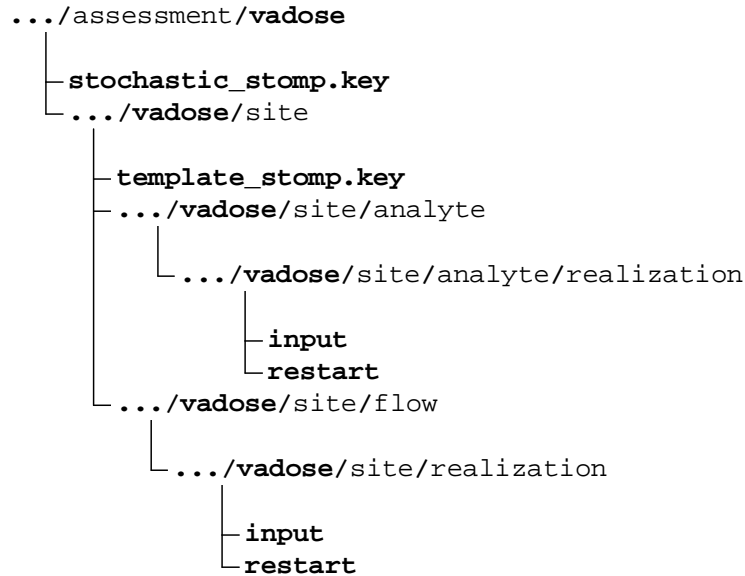 .../assessment/vadose
stochastic_stomp.key
.../vadose/site
template_stomp.key
.../vadose/site/analyte
.../vadose/site/analyte/realization
input
restart
.../vadose/site/flow
.../vadose/site/realization
input
restart